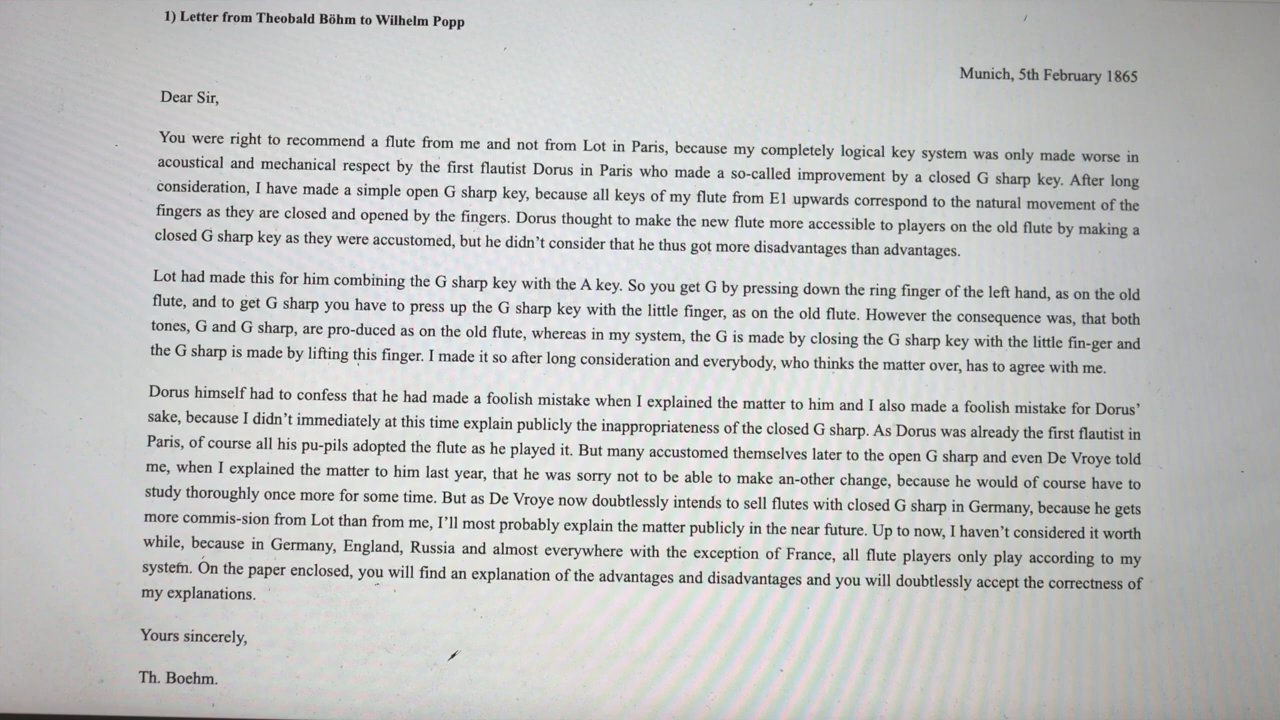 1) Letter from Theobald Böhm to Wilhelm Popp
Munich, 5th February 1865
Dear Sir,
You were right to recommend a flute from me and not from Lot in Paris, because my completely logical key system was only made worse in
acoustical and mechanical respect by the first flautist Dorus in Paris who made a so-called improvement by a closed G sharp key. After long
consideration, I have made a simple open G sharp key, because all keys of my flute from E1 upwards correspond to the natural movement of the
fingers as they are closed and opened by the fingers. Dorus thought to make the new flute more accessible to players on the old flute by making a
closed G sharp key as they were accustomed, but he didn’t consider that he thus got more disadvantages than advantages.
Lot had made this for him combining the G sharp key with the A key. So you get G by pressing down the ring finger of the left hand, as on the old
flute, and to get G sharp you have to press up the G sharp key with the little finger, as on the old flute. However the consequence was, that both
tones, G and G sharp, are pro-duced as on the old flute, whereas in my system, the G is made by closing the G sharp key with the little fin-ger and
the G sharp is made by lifting this finger. I made it so after long consideration and everybody, who thinks the matter over, has to agree with me.
Dorus himself had to confess that he had made a foolish mistake when I explained the matter to him and I also made a foolish mistake for Dorus’
sake, because I didn’t immediately at this time explain publicly the inappropriateness of the closed G sharp. As Dorus was already the first flautist in
Paris, of course all his pu-pils adopted the flute as he played it. But many accustomed themselves later to the open G sharp and even De Vroye told
me, when I explained the matter to him last year, that he was sorry not to be able to make an-other change, because he would of course have to
study thoroughly once more for some time. But as De Vroye now doubtlessly intends to sell flutes with closed G sharp in Germany, because he gets
more commis-sion from Lot than from me, I’ll most probably explain the matter publicly in the near future. Up to now, I haven’t considered it worth
while, because in Germany, England, Russia and almost everywhere with the exception of France, all flute players only play according to my
system. On the paper enclosed, you will find an explanation of the advantages and disadvantages and you will doubtlessly accept the correctness of
my explanations.
Yours sincerely,
Th. Boehm.